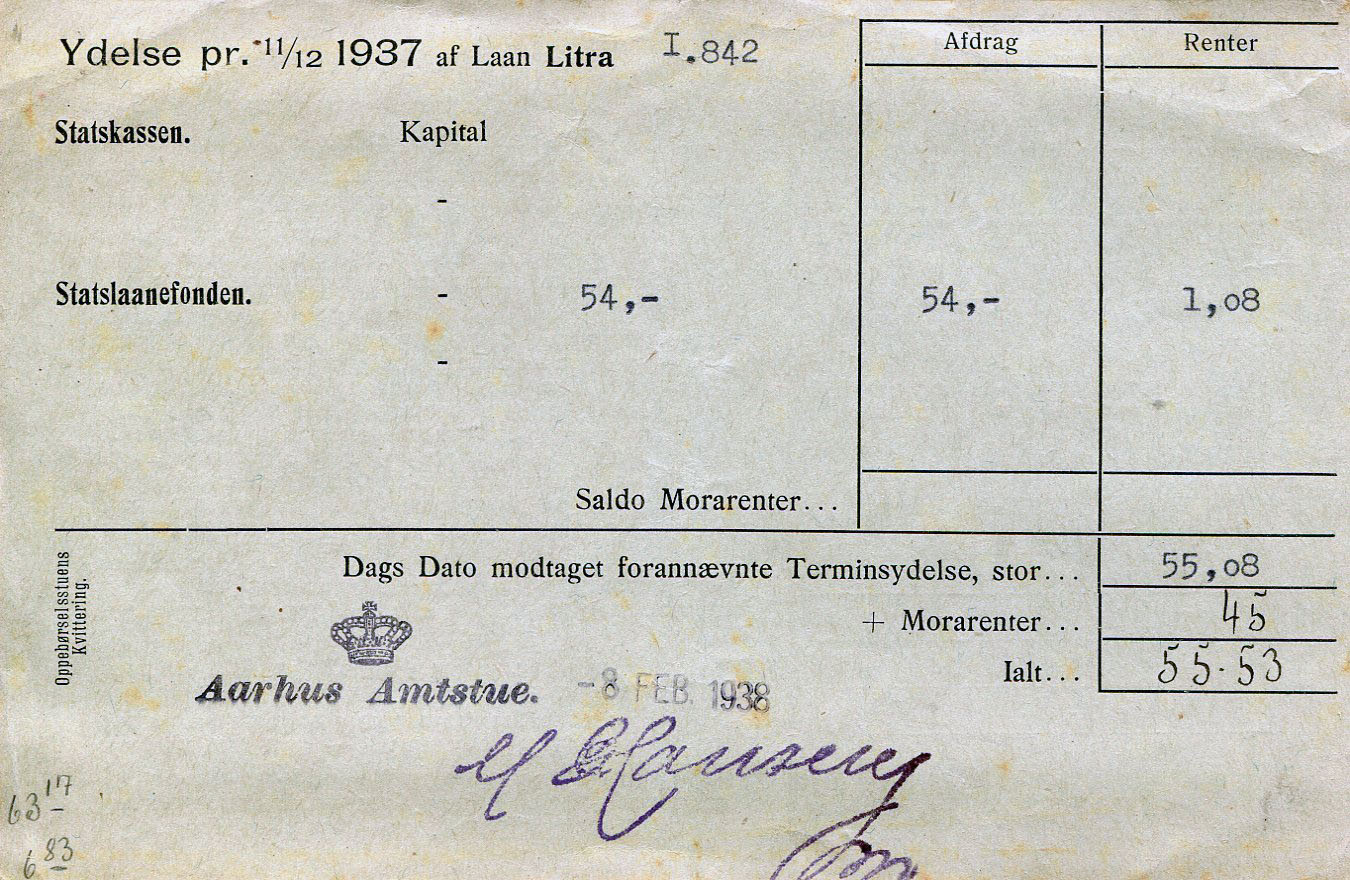 Ydelse pr. 11/12 1937 af Laan Litra I.842
Afdrag Renter
Statskassen. Kapital
-
Statslaanefonden. - 54,- 54,- 1,08
-
Saldo Morarenter...
Oppebørselsstuens
Kvittering.
Dags Dato modtaget forannævnte Terminsydelse, stor... 55,08
+ Morarenter... 45
Ialt... 55.53
Aarhus Amtstue. -8 FEB. 1938
Hansen
63 17
6 83